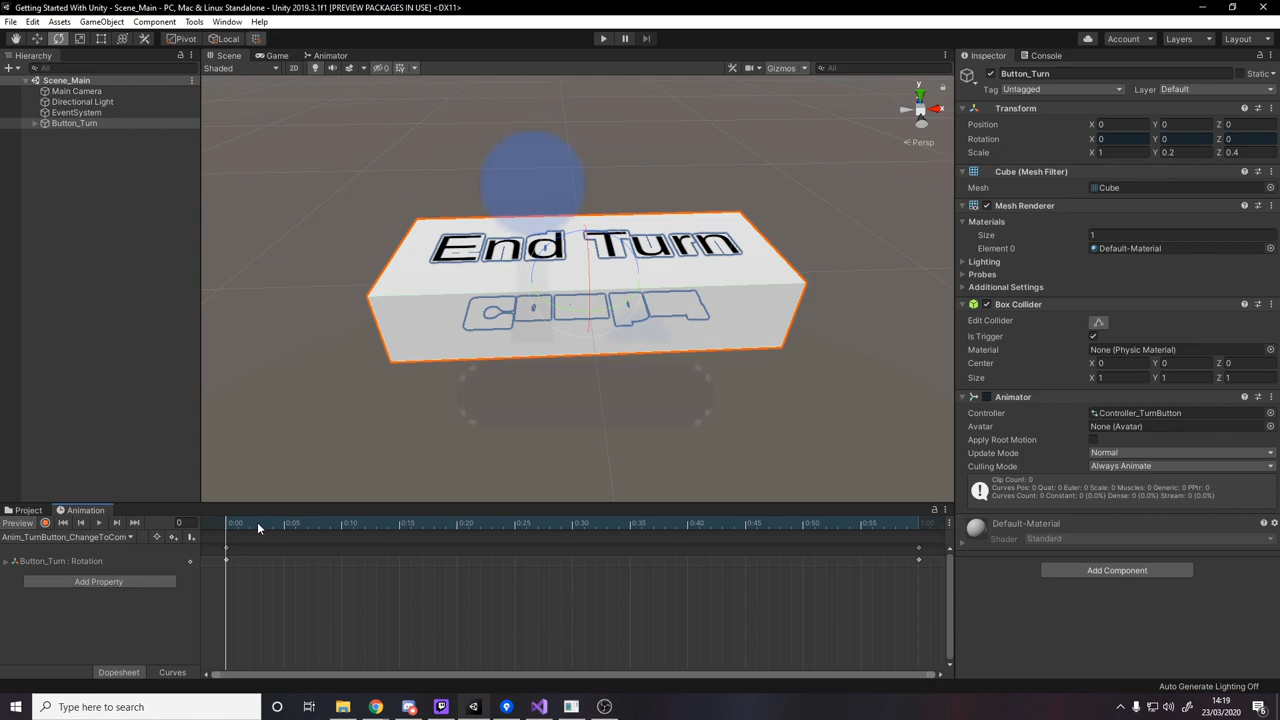 Getting Started With Unity - Scene_Main - PC, Mac & Linux Standalone - Unity 2019.3.1f1 [PREVIEW PACKAGES IN USE] <DX11>
File Edit Assets GameObject Component Tools Window Help
Pivot Local Account Layers Layout
Hierarchy Scene Game Animator Inspector Console
All Shaded 2D 0 Gizmos All Button_Turn Static
Scene_Main
Main Camera
Directional Light
EventSystem
Button_Turn
y
x
Persp
End Turn
Tag Untagged Layer Default
Transform
Position X 0 Y 0 Z 0
Rotation X 0 Y 0 Z 0
Scale X 1 Y 0.2 Z 0.4
Cube (Mesh Filter)
Mesh Cube
Mesh Renderer
Materials
Size 1
Element 0 Default-Material
Lighting
Probes
Additional Settings
Box Collider
Edit Collider
Is Trigger
Material None (Physic Material)
Center X 0 Y 0 Z 0
Size X 1 Y 1 Z 1
Animator
Controller Controller_TurnButton
Avatar None (Avatar)
Apply Root Motion
Update Mode Normal
Culling Mode Always Animate
Clip Count: 0
Curves Pos: 0 Quat: 0 Euler: 0 Scale: 0 Muscles: 0 Generic: 0 PPtr: 0
Curves Count: 0 Constant: 0 (0.0%) Dense: 0 (0.0%) Stream: 0 (0.0%)
Default-Material
Shader Standard
Add Component
Project Animation
Preview 0 0:00 0:05 0:10 0:15 0:20 0:25 0:30 0:35 0:40 0:45 0:50 0:55 1:00
Anim_TurnButton_ChangeToCom
Button_Turn : Rotation
Add Property
Dopesheet Curves
Auto Generate Lighting Off
Type here to search
14:19
23/03/2020